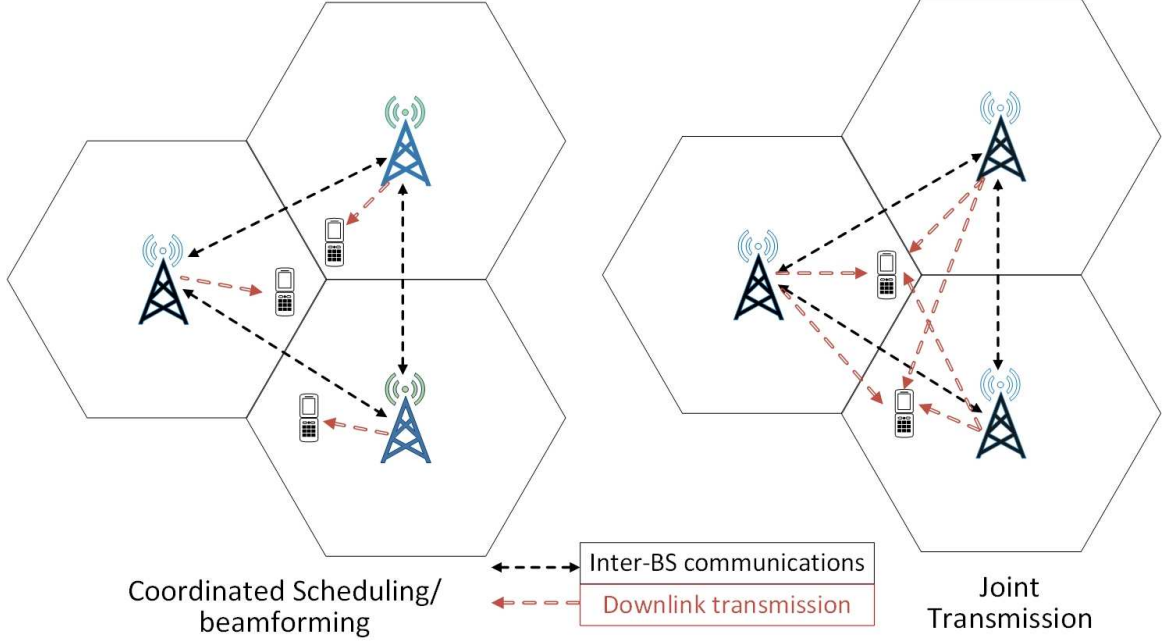 Coordinated Scheduling/
beamforming
Inter-BS communications
Downlink transmission
Joint
Transmission